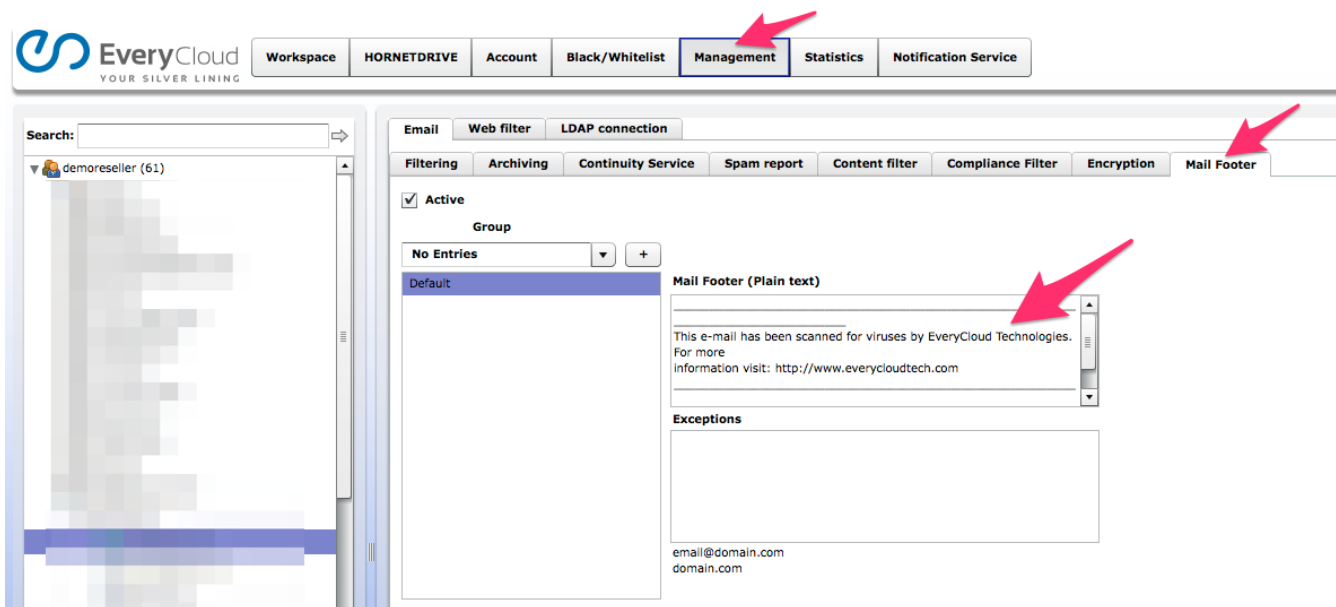 EveryCloud
YOUR SILVER LINING
Workspace
HORNETDRIVE
Account
Black/Whitelist
Management
Statistics
Notification Service
Search:
demoreseller (61)
Email
Web filter
LDAP connection
Filtering
Archiving
Continuity Service
Spam report
Content filter
Compliance Filter
Encryption
Mail Footer
Active
Group
No Entries
+
Default
Mail Footer (Plain text)
This e-mail has been scanned for viruses by EveryCloud Technologies.
For more
information visit: http://www.everycloudtech.com
Exceptions
email@domain.com
domain.com